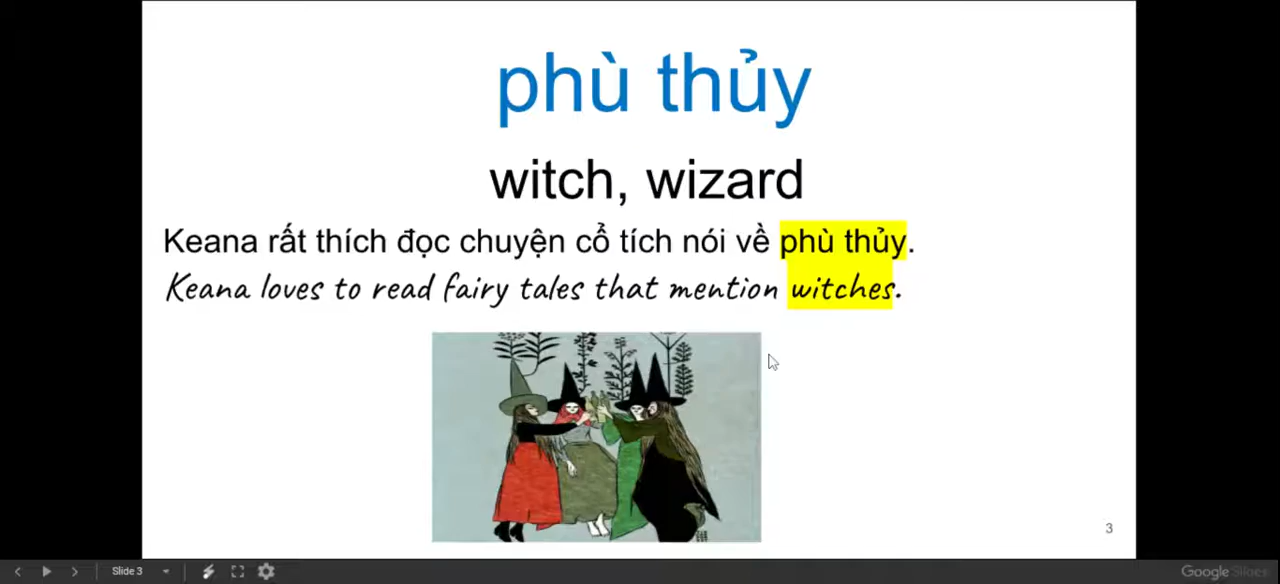 phù thủy
witch, wizard
Keana rất thích đọc chuyện cổ tích nói về phù thủy.
Keana loves to read fairy tales that mention witches.
3
Slide 3
Google Slides